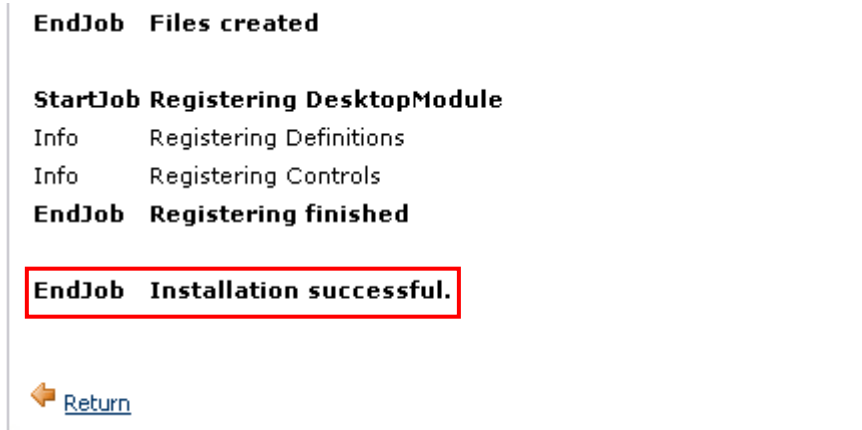 EndJob Files created
StartJob Registering DesktopModule
Info Registering Definitions
Info Registering Controls
EndJob Registering finished
EndJob Installation successful.
Return